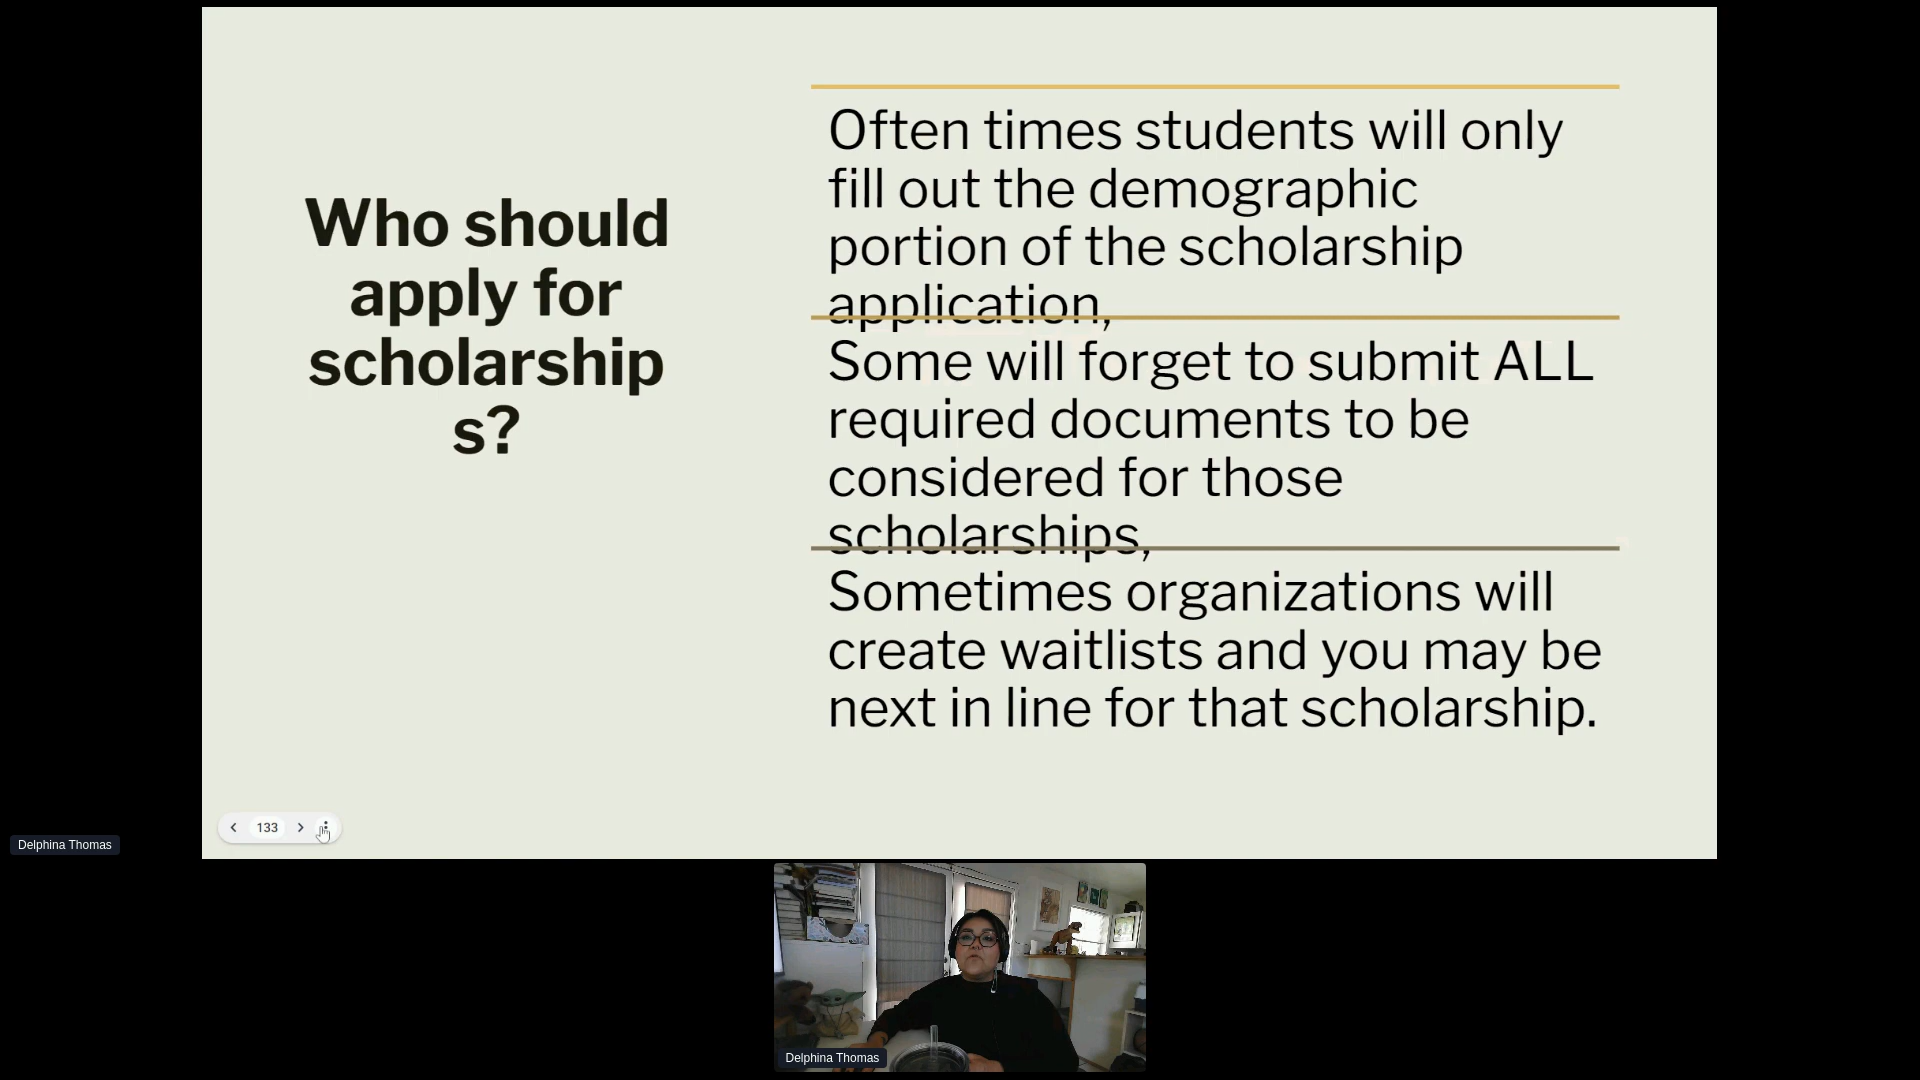 Who should
apply for
scholarship
s?
Often times students will only
fill out the demographic
portion of the scholarship
application,
Some will forget to submit ALL
required documents to be
considered for those
scholarships,
Sometimes organizations will
create waitlists and you may be
next in line for that scholarship.
133
Delphina Thomas
Delphina Thomas